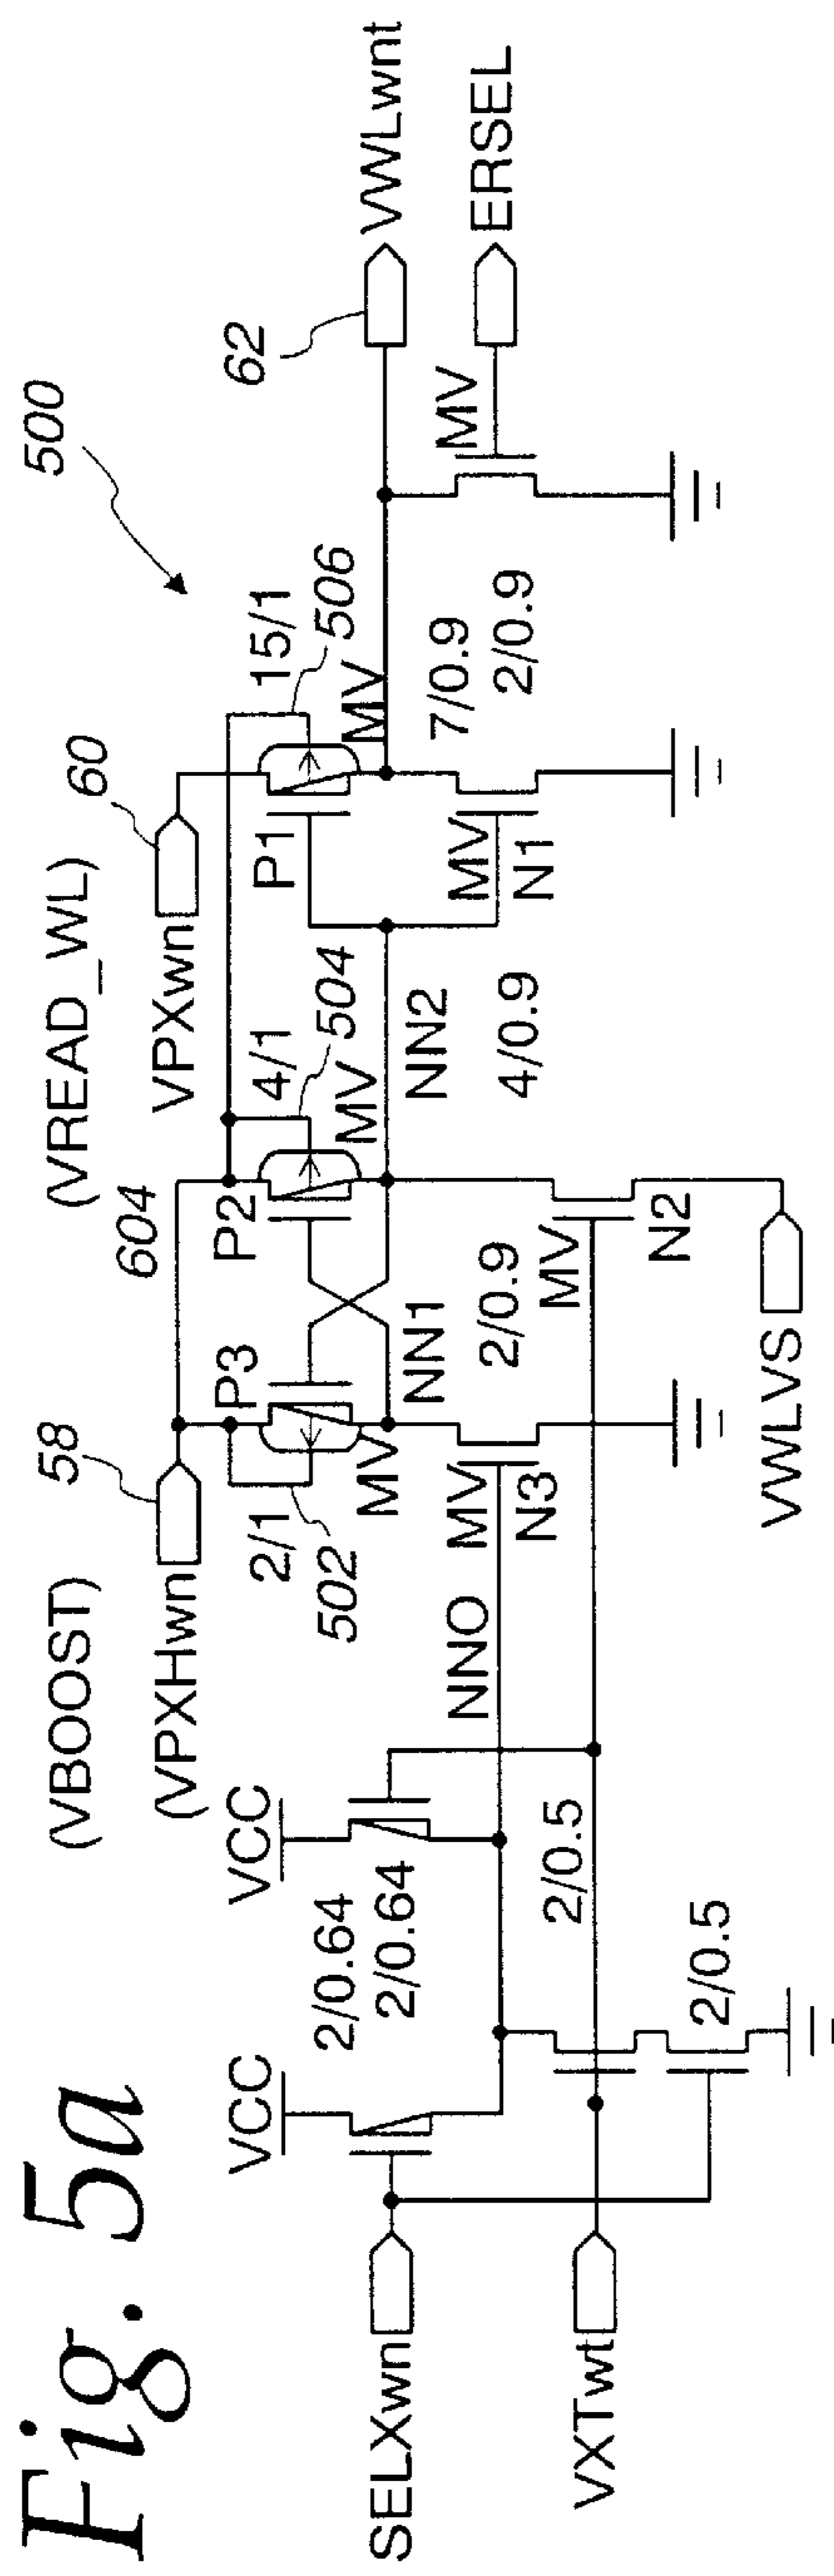 Fig. 5a
(VBOOST)
(VREAD_WL)
500
58
604
60
62
(VPXHwn
VPXwn
VCC
VCC
2/0.64
2/0.64
2/1
502
P3
P2
4/1
504
P1
15/1
506
MV
MV
MV
NN1
NN2
VWLwnt
SELXwn
NNO
MV
N3
2/0.9
MV
N2
4/0.9
MV
N1
7/0.9
2/0.9
MV
ERSEL
VXTwt
2/0.5
2/0.5
VWLVS